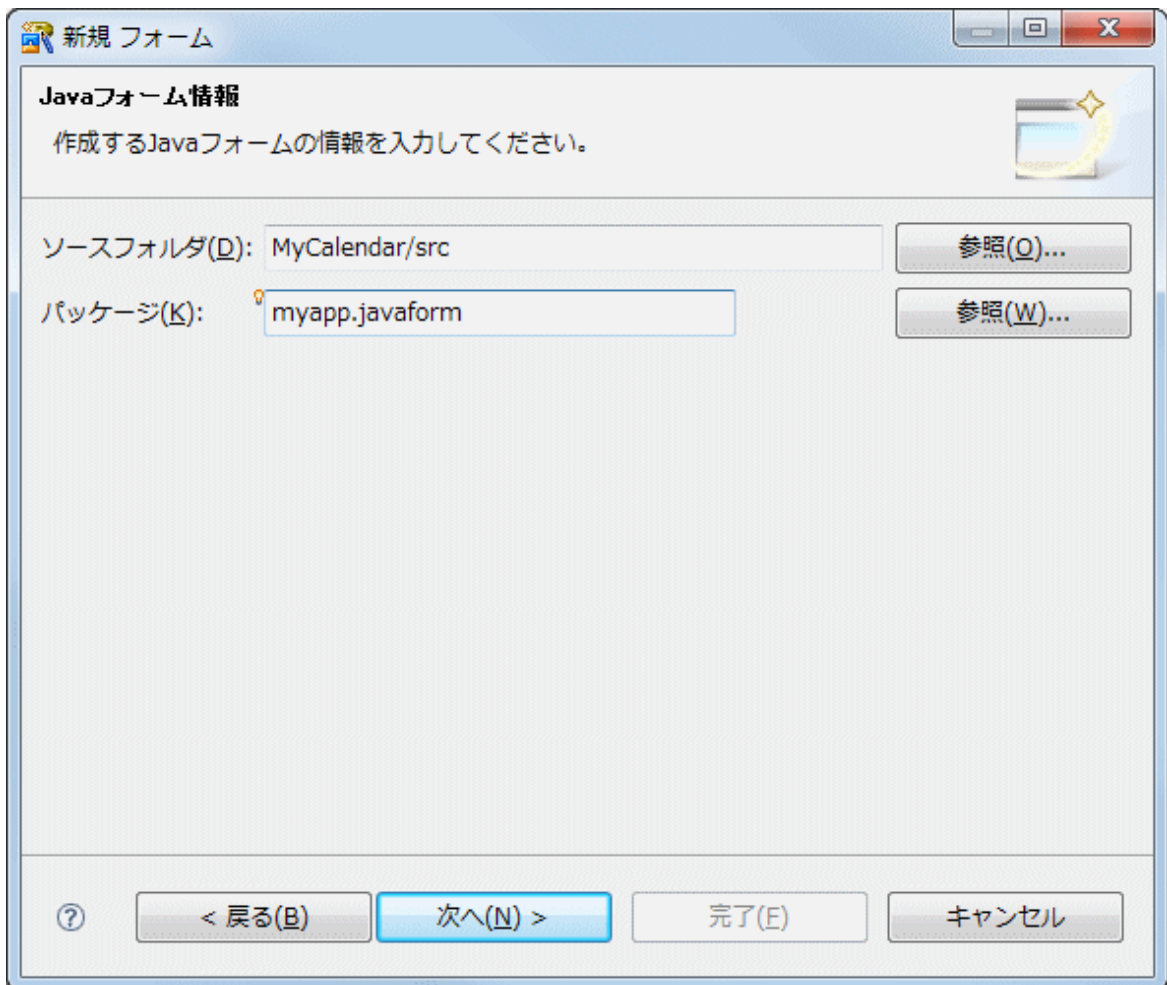 新規 フォーム
Javaフォーム情報
作成するJavaフォームの情報を入力してください。
ソースフォルダ(D): MyCalendar/src 参照(O)...
パッケージ(K): myapp.javaform 参照(W)...
< 戻る(B) 次へ(N) > 完了(F) キャンセル